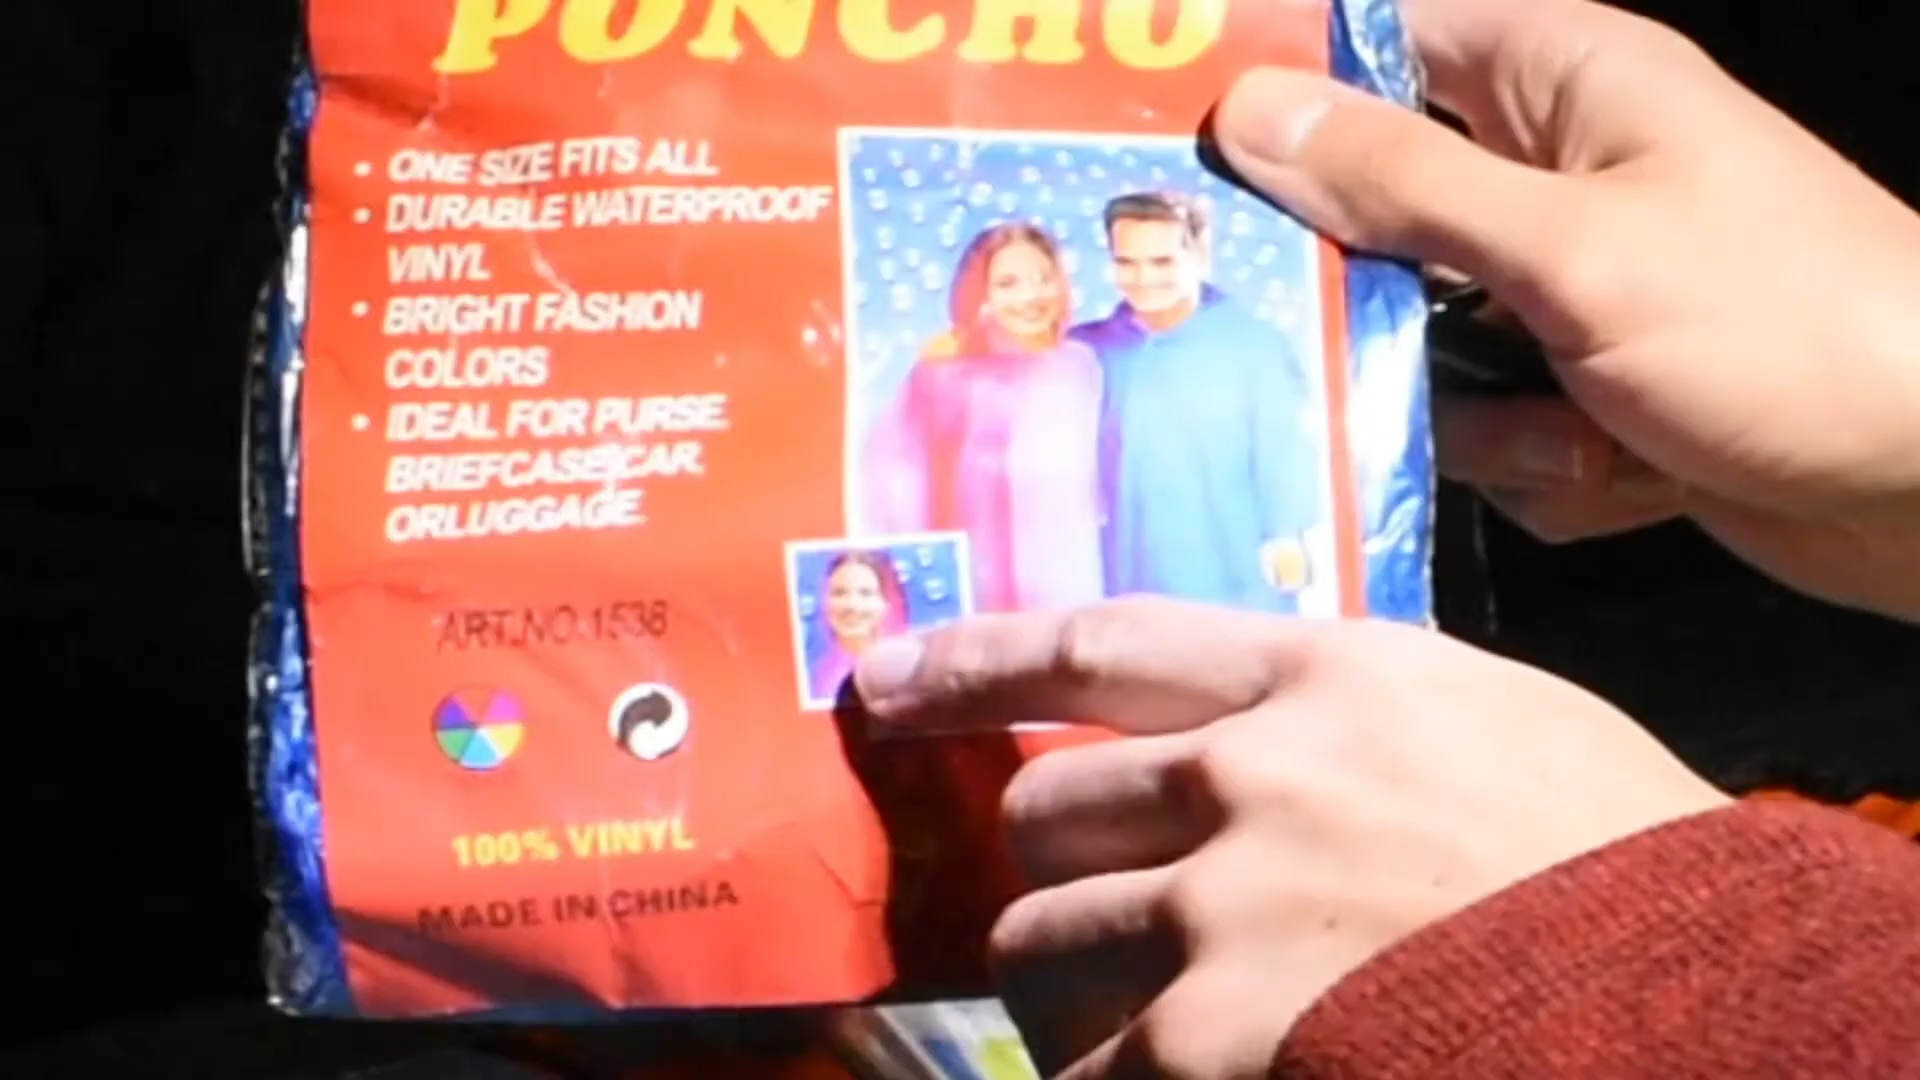 PONCHO
• ONE SIZE FITS ALL
• DURABLE WATERPROOF
VINYL
• BRIGHT FASHION
COLORS
• IDEAL FOR PURSE.
BRIEFCASE,CAR.
ORLUGGAGE.
ART.NO.1538
100% VINYL
MADE IN CHINA